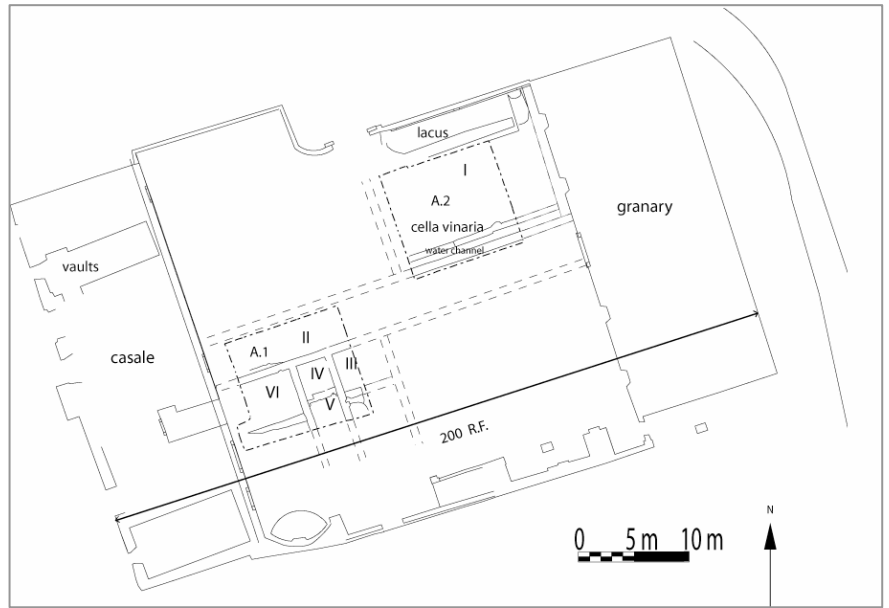 lacus
I
A.2
cella vinaria
water channel
granary
vaults
casale
A.1
II
III
IV
VI
V
200 R.F.
0 5 m 10 m
N